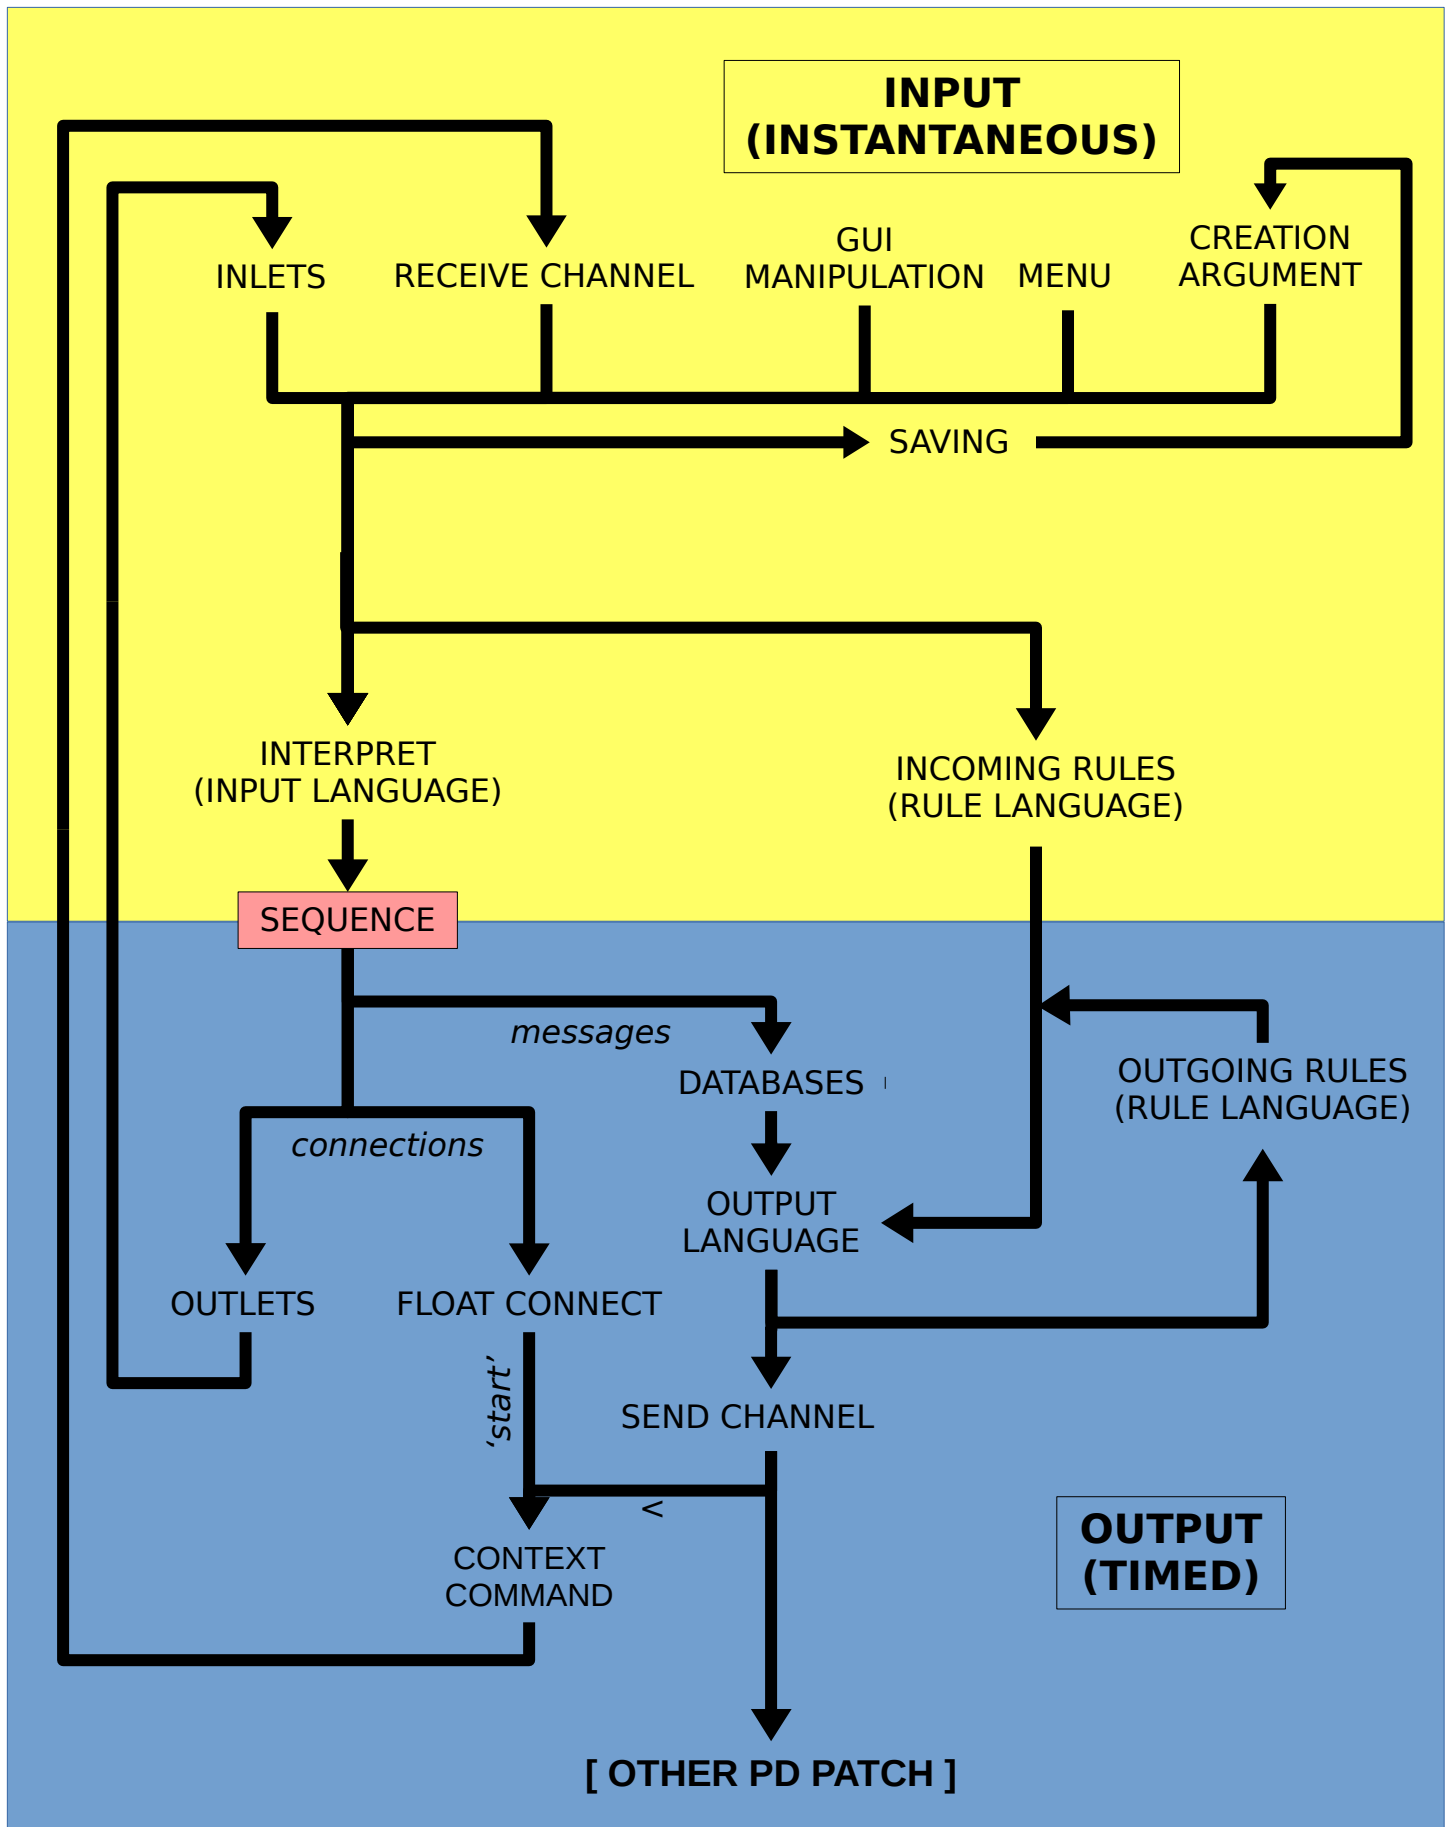 INPUT
(INSTANTANEOUS)
INLETS
RECEIVE CHANNEL
GUI
MANIPULATION
MENU
CREATION
ARGUMENT
SAVING
INTERPRET
(INPUT LANGUAGE)
INCOMING RULES
(RULE LANGUAGE)
SEQUENCE
messages
DATABASES
OUTGOING RULES
(RULE LANGUAGE)
connections
OUTPUT
LANGUAGE
OUTLETS
FLOAT CONNECT
‘start’
SEND CHANNEL
<
CONTEXT
COMMAND
OUTPUT
(TIMED)
[ OTHER PD PATCH ]